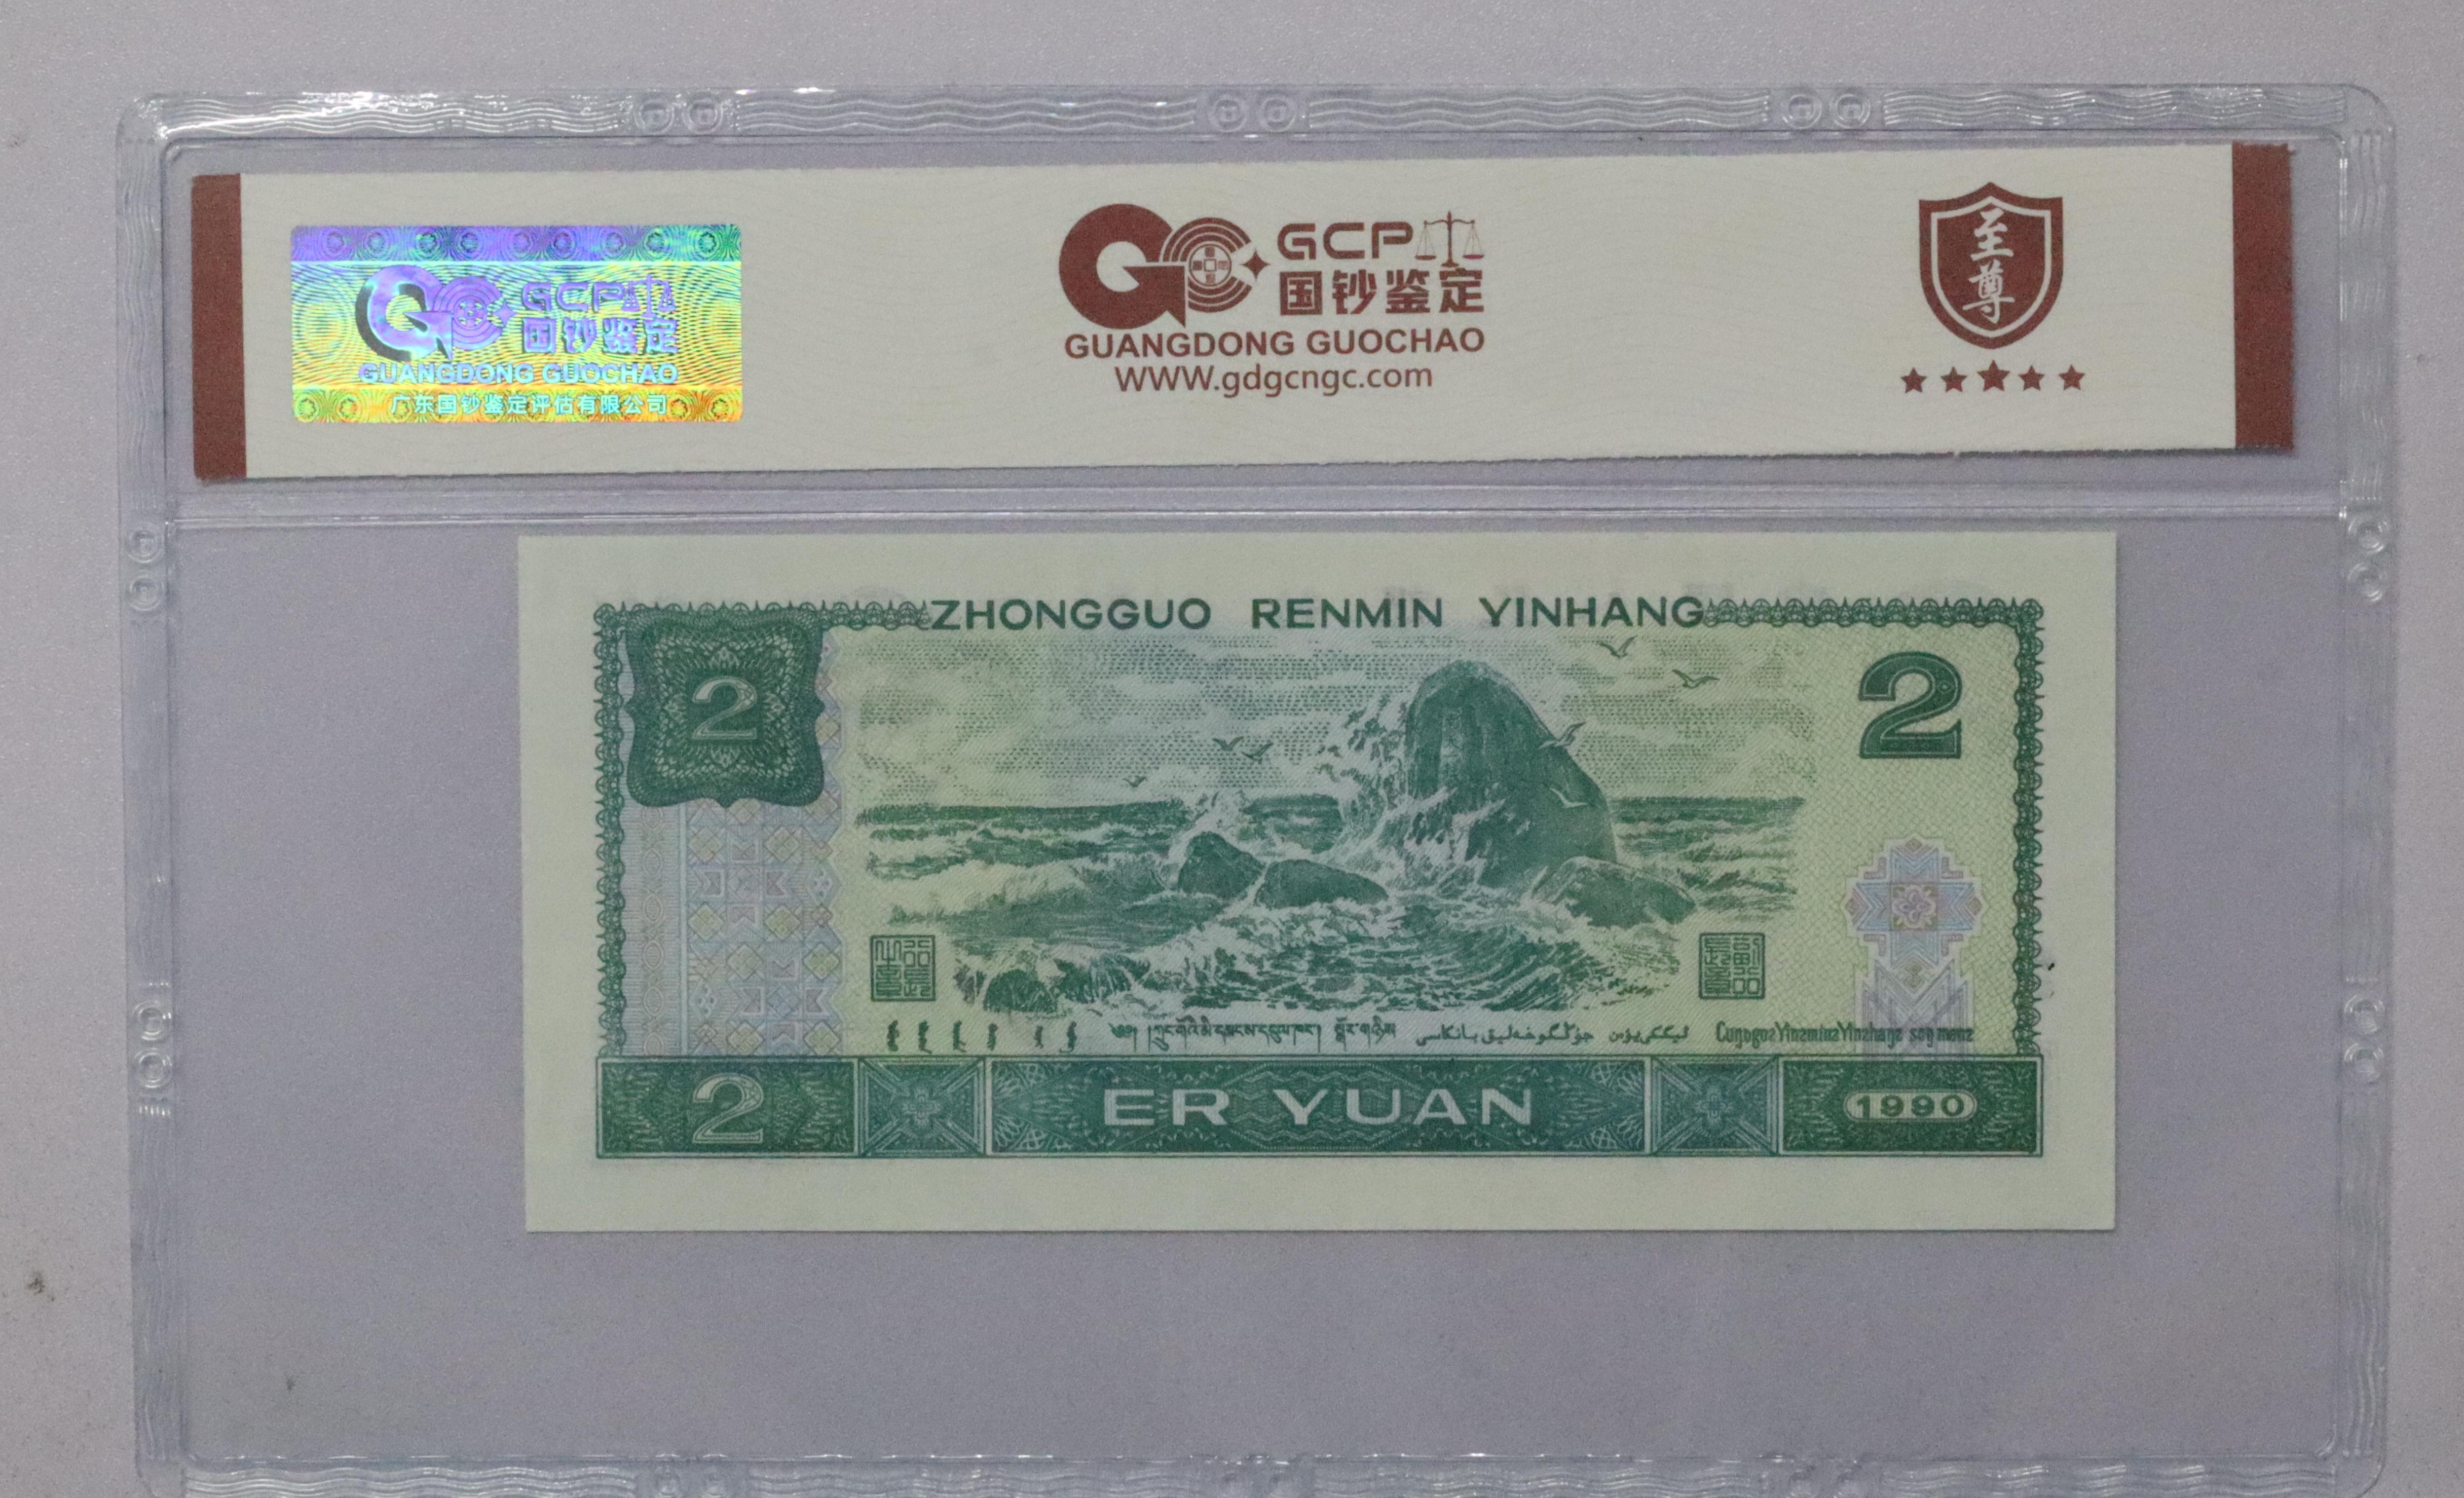 GCP
国钞鉴定
GUANGDONG GUOCHAO
广东国钞鉴定评估有限公司
GCP
国钞鉴定
GUANGDONG GUOCHAO
WWW.gdgcngc.com
至尊
ZHONGGUO RENMIN YINHANG
2
2
2
ER YUAN
1990